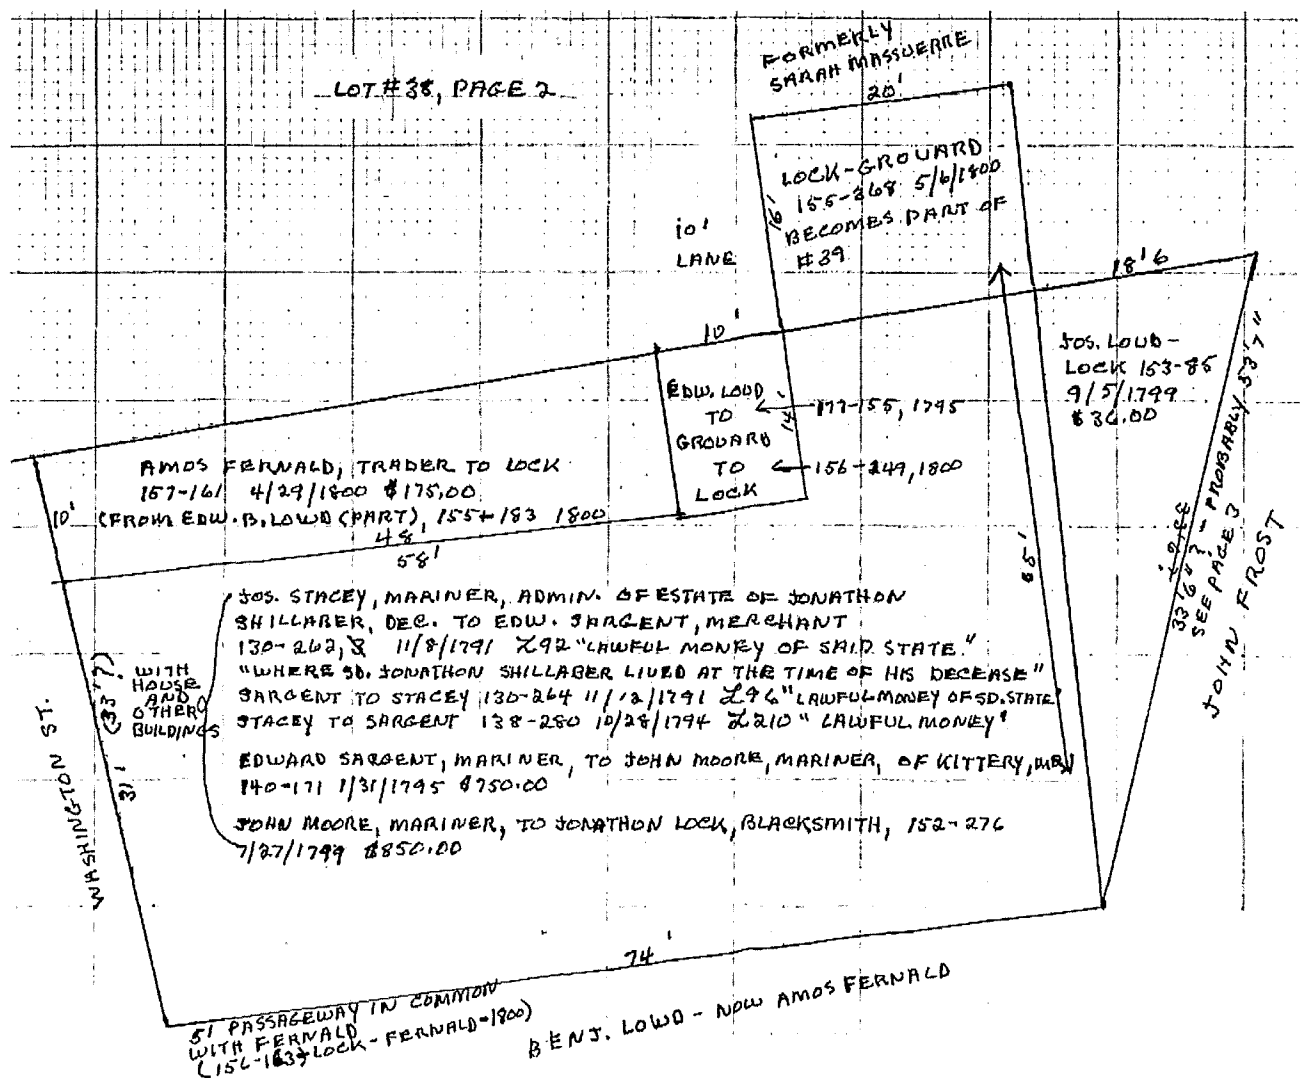 LOT #38, PAGE 2
FORMERLY
SARAH MASSUERRE
20'
LOCK-GROUARD
155-268 5/6/1800
BECOMES PART OF
#39
16'
10'
LANE
10'
18'6
JOS. LOUD-
LOCK 153-85
9/5/1799
$36.00
EDW. LOUD
TO
GROUARD
TO
LOCK
14'
177-155, 1795
156-249, 1800
AMOS FERNALD, TRADER TO LOCK
157-161 4/29/1800 $175.00
(FROM EDW. B. LOWD (PART), 155-183 1800
10'
48'
58'
65'
33'6"? - PROBABLY 53'7"
SEE PAGE 3
JOHN FROST
JOS. STACEY, MARINER, ADMIN. OF ESTATE OF JONATHON
SHILLABER, DEC. TO EDW. SARGENT, MERCHANT
130-262,3 11/8/1791 £92 "LAWFUL MONEY OF SAID STATE."
"WHERE SD. JONATHON SHILLABER LIVED AT THE TIME OF HIS DECEASE"
SARGENT TO STACEY 130-264 11/12/1791 £96 "LAWFUL MONEY OF SD. STATE
STACEY TO SARGENT 138-280 10/28/1794 £210 "LAWFUL MONEY"
EDWARD SARGENT, MARINER, TO JOHN MOORE, MARINER, OF KITTERY, ME)
140-171 1/31/1795 $750.00
JOHN MOORE, MARINER, TO JONATHON LOCK, BLACKSMITH, 152-276
7/27/1799 $850.00
WITH
HOUSE
AND
OTHER
BUILDINGS
31' (33'?)
WASHINGTON ST.
74'
5' PASSAGEWAY IN COMMON
WITH FERNALD
(156-163 LOCK-FERNALD-1800)
BENJ. LOWD - NOW AMOS FERNALD